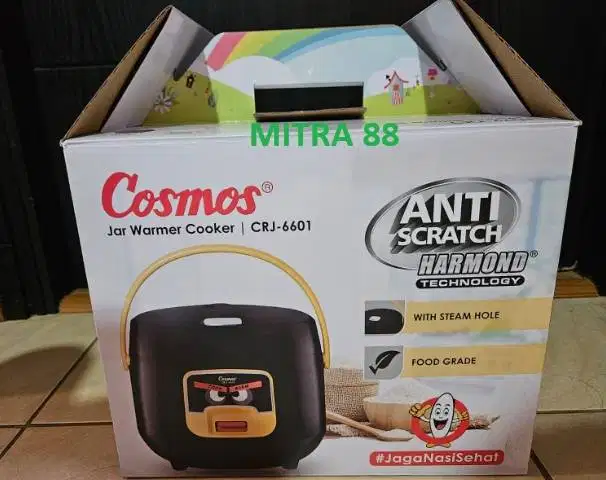 MITRA 88
Cosmos®
Jar Warmer Cooker | CRJ-6601
ANTI
SCRATCH
HARMOND®
TECHNOLOGY
WITH STEAM HOLE
FOOD GRADE
Cosmos
#JagaNasiSehat